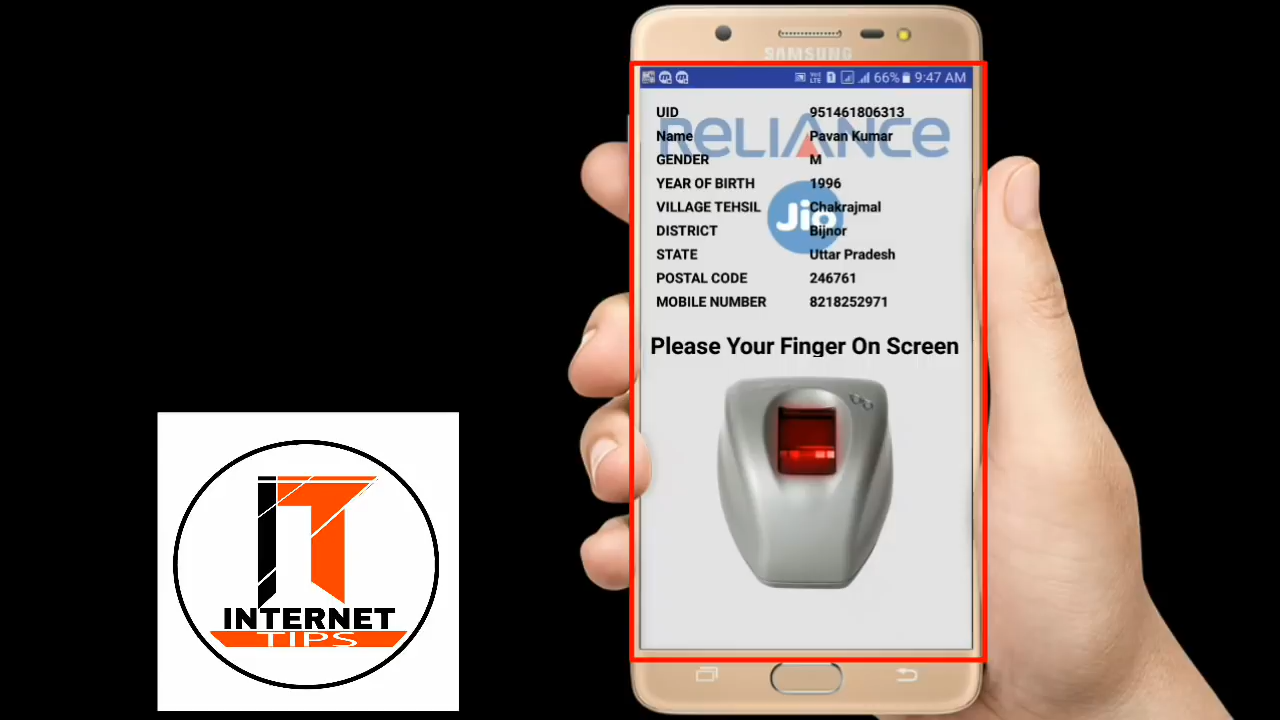 SAMSUNG
66% 9:47 AM
RELIANCE
Jio
UID 951461806313
Name Pavan Kumar
GENDER M
YEAR OF BIRTH 1996
VILLAGE TEHSIL Chakrajmal
DISTRICT Bijnor
STATE Uttar Pradesh
POSTAL CODE 246761
MOBILE NUMBER 8218252971
Please Your Finger On Screen
INTERNET
TIPS